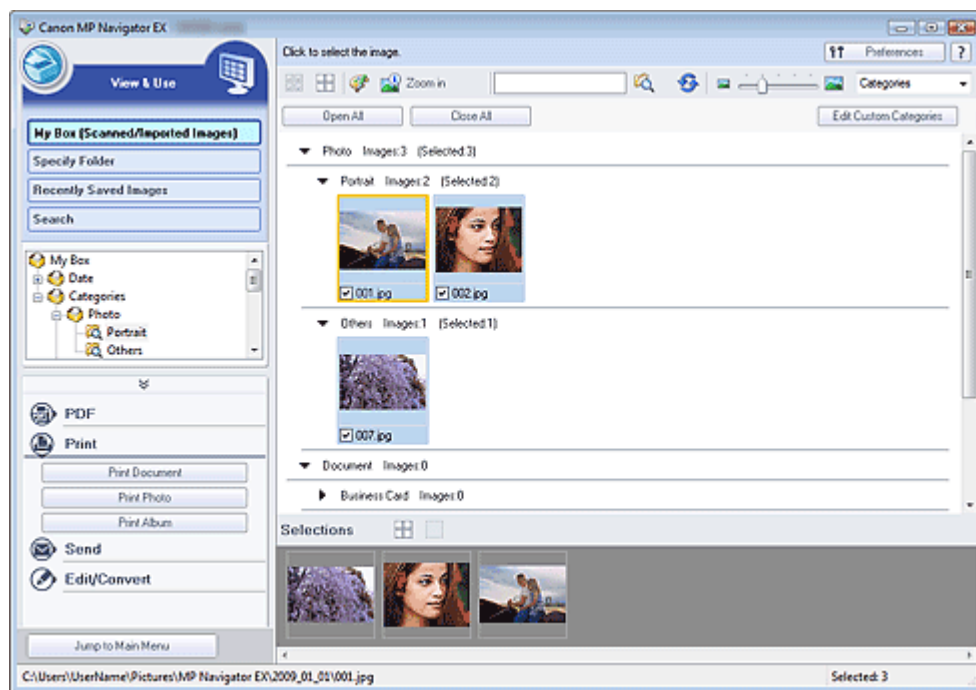 Canon MP Navigator EX
View & Use
My Box (Scanned/Imported Images)
Specify Folder
Recently Saved Images
Search
My Box
Date
Categories
Photo
Portrait
Others
PDF
Print
Print Document
Print Photo
Print Album
Send
Edit/Convert
Jump to Main Menu
Click to select the image.
Preferences
?
Zoom in
Categories
Open All
Close All
Edit Custom Categories
Photo Images:3 (Selected:3)
Portrait Images:2 (Selected:2)
001.jpg
002.jpg
Others Images:1 (Selected:1)
007.jpg
Document Images:0
Business Card Images:0
Selections
C:\Users\UserName\Pictures\MP Navigator EX\2009_01_01\001.jpg
Selected: 3